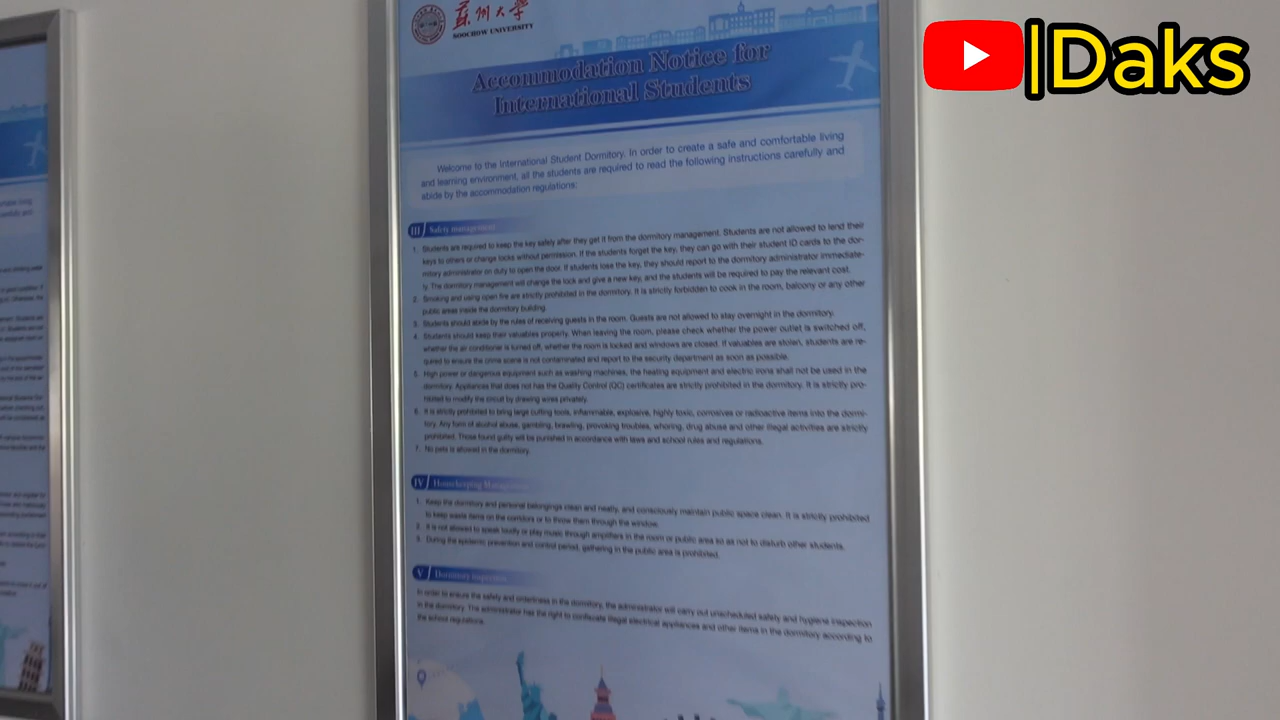 苏州大学
SOOCHOW UNIVERSITY
|Daks
Accommodation Notice for
International Students
Welcome to the International Student Dormitory. In order to create a safe and comfortable living
and learning environment, all the students are required to read the following instructions carefully and
abide by the accommodation regulations:
III Safety management
1. Students are required to keep the key safely after they get it from the dormitory management. Students are not allowed to lend their
keys to others or change locks without permission. If the students forget the key, they can go with their student ID cards to the dor-
mitory administrator on duty to open the door. If students lose the key, they should report to the dormitory administrator immediate-
ly. The dormitory management will change the lock and give a new key, and the students will be required to pay the relevant cost.
2. Smoking and using open fire are strictly prohibited in the dormitory. It is strictly forbidden to cook in the room, balcony or any other
public areas inside the dormitory building.
3. Students should abide by the rules of receiving guests in the room. Guests are not allowed to stay overnight in the dormitory.
4. Students should keep their valuables properly. When leaving the room, please check whether the power outlet is switched off,
whether the air conditioner is turned off, whether the room is locked and windows are closed. If valuables are stolen, students are re-
quired to ensure the crime scene is not contaminated and report to the security department as soon as possible.
5. High power or dangerous equipment such as washing machines, the heating equipment and electric irons shall not be used in the
dormitory. Appliances that does not has the Quality Control (QC) certificates are strictly prohibited in the dormitory. It is strictly pro-
hibited to modify the circuit by drawing wires privately.
6. It is strictly prohibited to bring large cutting tools, inflammable, explosive, highly toxic, corrosives or radioactive items into the dormi-
tory. Any form of alcohol abuse, gambling, brawling, provoking troubles, whoring, drug abuse and other illegal activities are strictly
prohibited. Those found guilty will be punished in accordance with laws and school rules and regulations.
7. No pets is allowed in the dormitory.
IV Housekeeping Management
1. Keep the dormitory and personal belongings clean and neatly, and consciously maintain public space clean. It is strictly prohibited
to keep waste items on the corridors or to throw them through the window.
2. It is not allowed to speak loudly or play music through amplifiers in the room or public area so as not to disturb other students.
3. During the epidemic prevention and control period, gathering in the public area is prohibited.
V Dormitory Inspection
In order to ensure the safety and orderliness in the dormitory, the administrator will carry out unscheduled safety and hygiene inspection
in the dormitory. The administrator has the right to confiscate illegal electrical appliances and other items in the dormitory according to
the school regulations.